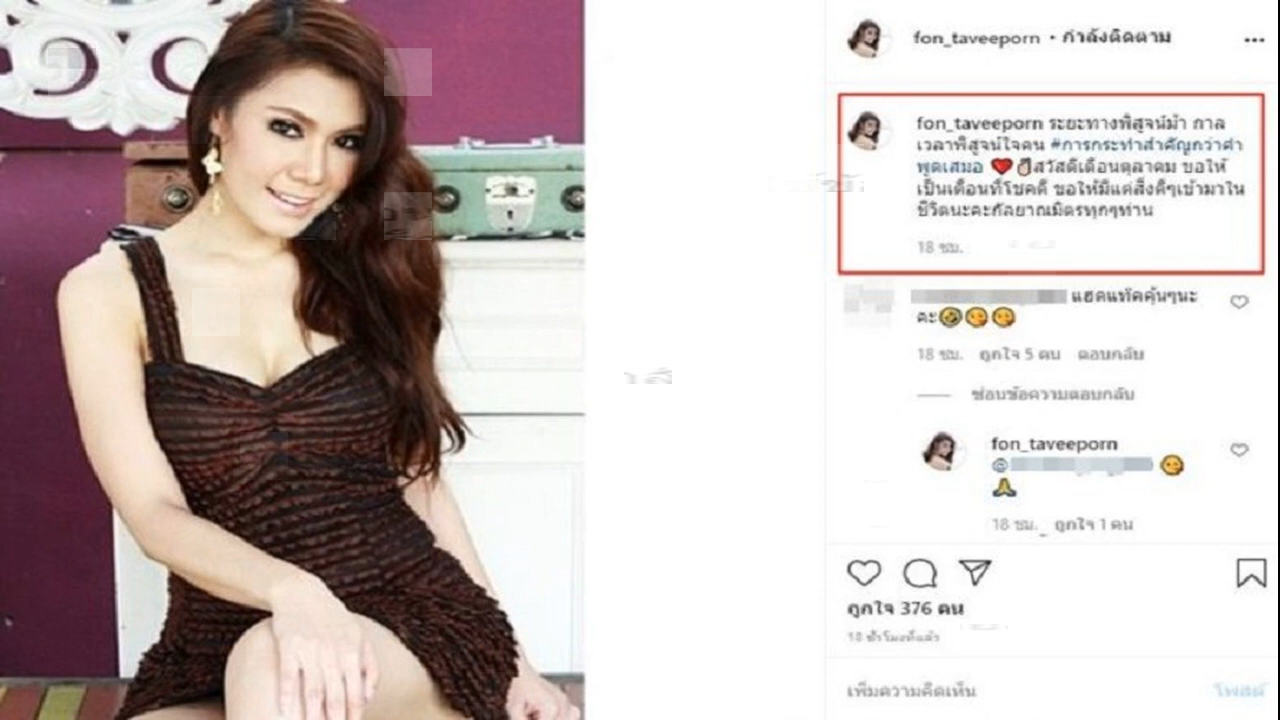 fon_taveeporn • กำลังติดตาม
fon_taveeporn ระยะทางพิสูจน์ม้า กาล
เวลาพิสูจน์ใจคน #การกระทำสำคัญกว่าคำ
พูดเสมอ ❤️ สวัสดีเดือนตุลาคม ขอให้
เป็นเดือนที่โชคดี ขอให้มีแต่สิ่งดีๆเข้ามาใน
ชีวิตนะคะกัลยาณมิตรทุกๆท่าน
18 ชม.
แฮดแท้คคุ้นๆนะ
คะ🤣😋😋
18 ชม. ถูกใจ 5 คน ตอบกลับ
ซ่อนข้อความตอบกลับ
fon_taveeporn
@ 😋
🙏
18 ชม. ถูกใจ 1 คน
ถูกใจ 376 คน
18 ชั่วโมงที่แล้ว
เพิ่มความคิดเห็น
โพสต์